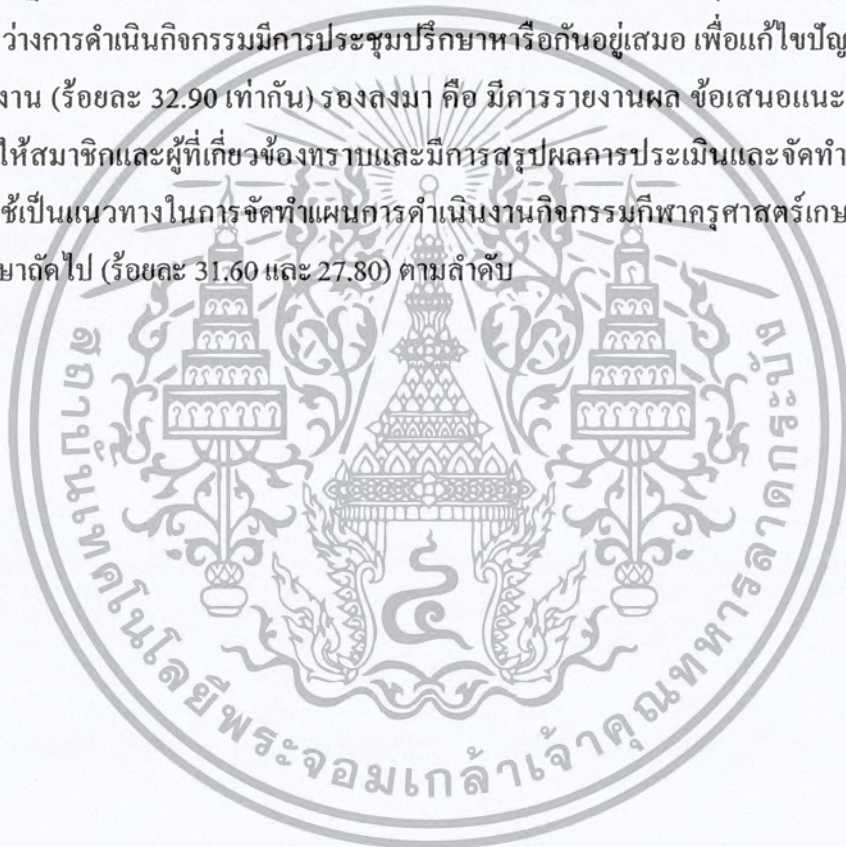 ว่างการดำเนินกิจกรรมมีการประชุมปรึกษาหารือกันอยู่เสมอ เพื่อแก้ไขปัญ
งาน (ร้อยละ 32.90 เท่ากัน) รองลงมา คือ มีการรายงานผล ข้อเสนอแนะ
ให้สมาชิกและผู้ที่เกี่ยวข้องทราบและมีการสรุปผลการประเมินและจัดทำ
ช้เป็นแนวทางในการจัดทำแผนการดำเนินงานกิจกรรมกีฬาครุศาสตร์เกษ
ษาถัดไป (ร้อยละ 31.60 และ 27.80) ตามลำดับ
สถาบันเทคโนโลยีพระจอมเกล้าเจ้าคุณทหารลาดกระบัง